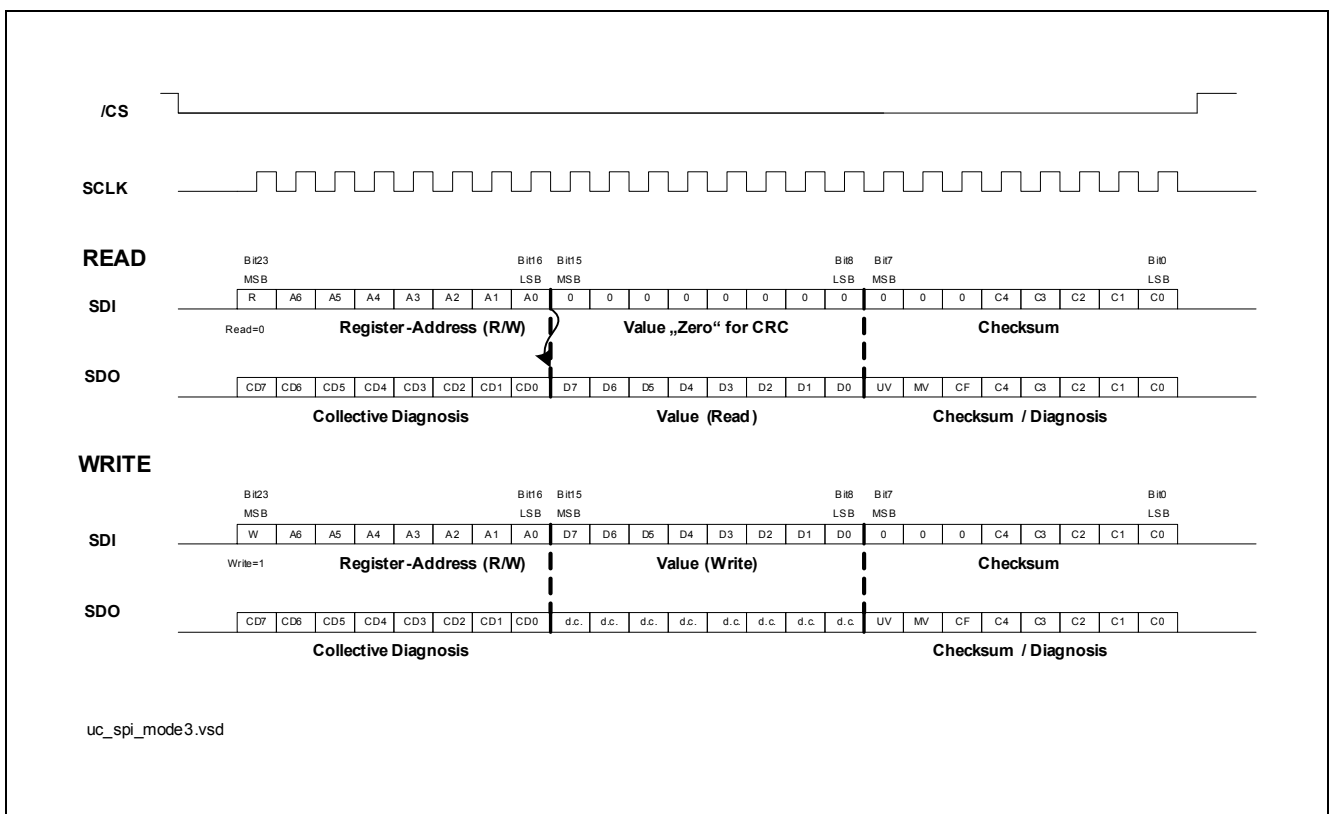 /CS
SCLK
READ
Bit23 Bit16 Bit15 Bit8 Bit7 Bit0
MSB LSB MSB LSB MSB LSB
SDI R A6 A5 A4 A3 A2 A1 A0 0 0 0 0 0 0 0 0 0 0 0 C4 C3 C2 C1 C0
Read=0 Register-Address (R/W) Value „Zero“ for CRC Checksum
SDO CD7 CD6 CD5 CD4 CD3 CD2 CD1 CD0 D7 D6 D5 D4 D3 D2 D1 D0 UV MV CF C4 C3 C2 C1 C0
Collective Diagnosis Value (Read) Checksum / Diagnosis
WRITE
Bit23 Bit16 Bit15 Bit8 Bit7 Bit0
MSB LSB MSB LSB MSB LSB
SDI W A6 A5 A4 A3 A2 A1 A0 D7 D6 D5 D4 D3 D2 D1 D0 0 0 0 C4 C3 C2 C1 C0
Write=1 Register-Address (R/W) Value (Write) Checksum
SDO CD7 CD6 CD5 CD4 CD3 CD2 CD1 CD0 d.c. d.c. d.c. d.c. d.c. d.c. d.c. d.c. UV MV CF C4 C3 C2 C1 C0
Collective Diagnosis Checksum / Diagnosis
uc_spi_mode3.vsd